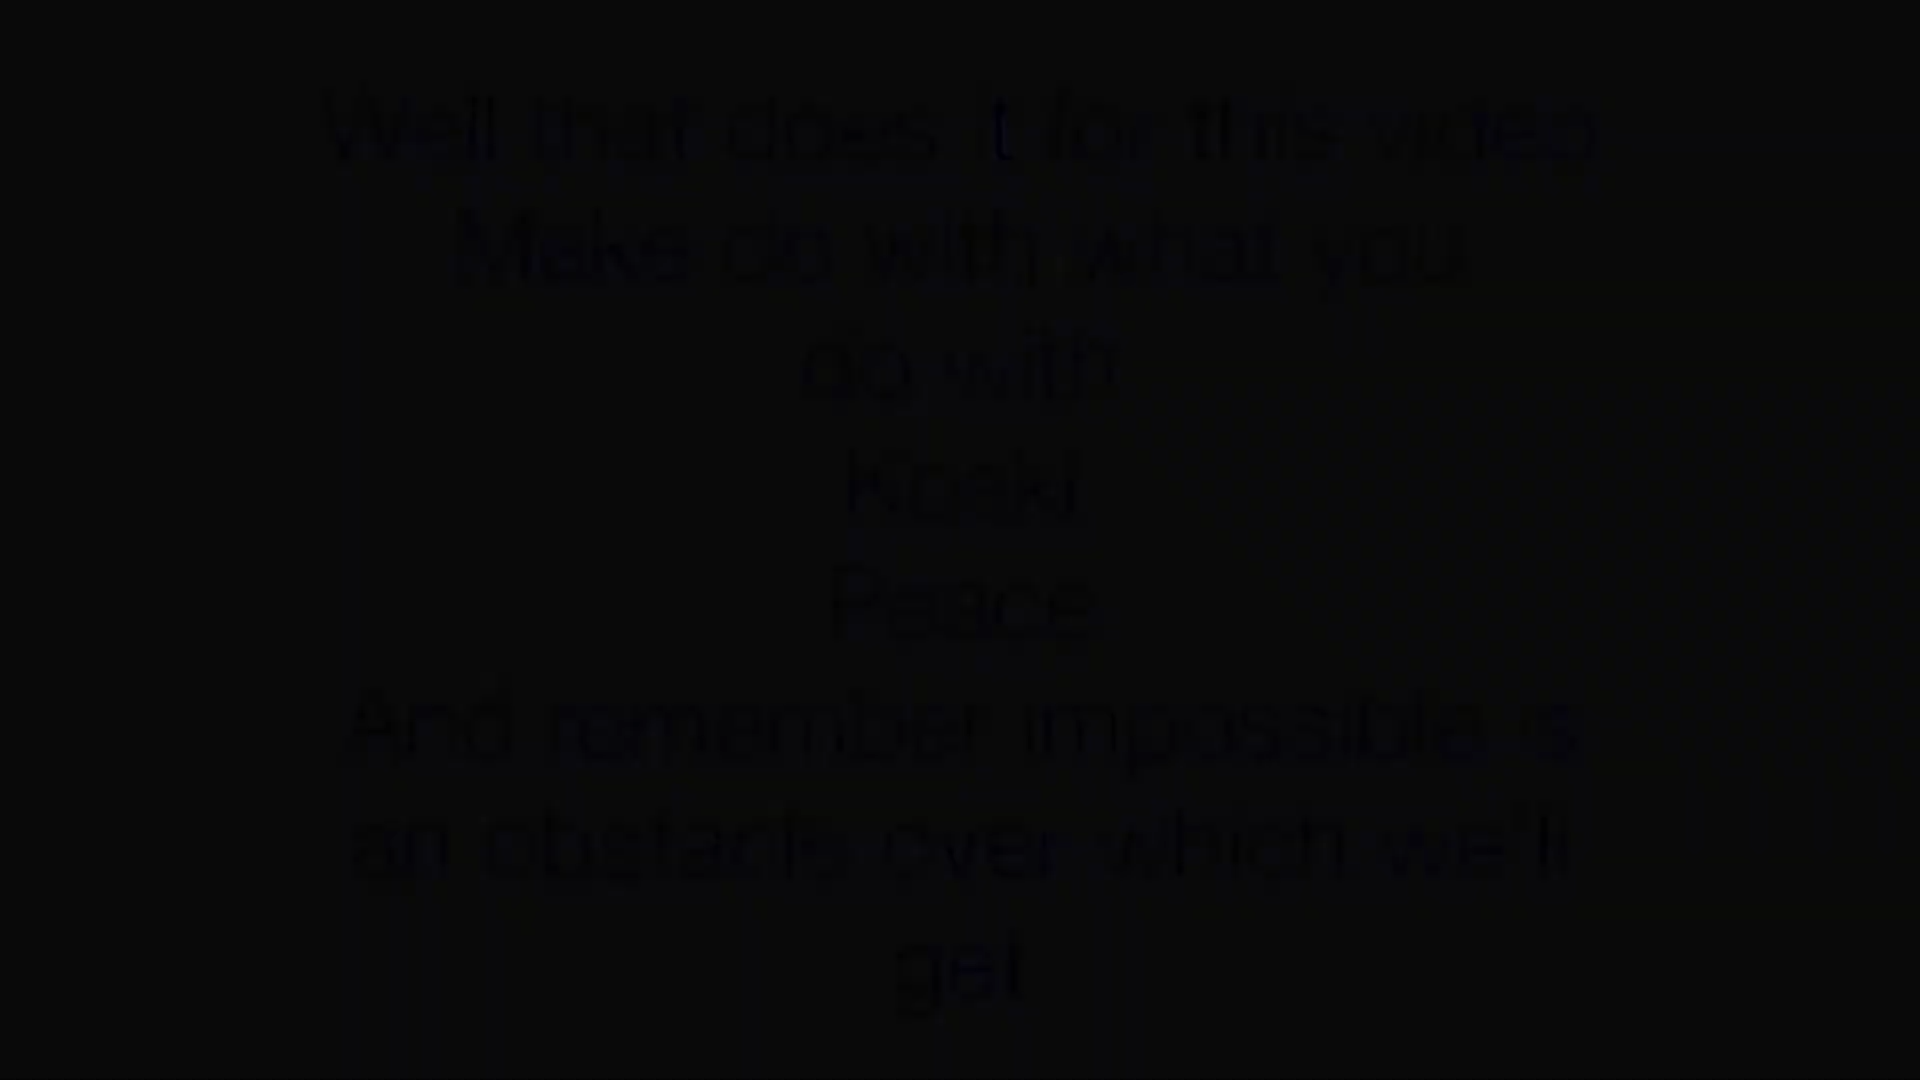 Well that does it for this video
Make do with what you
do with
Koski
Peace
And remember impossible is
an obstacle over which we'll
get